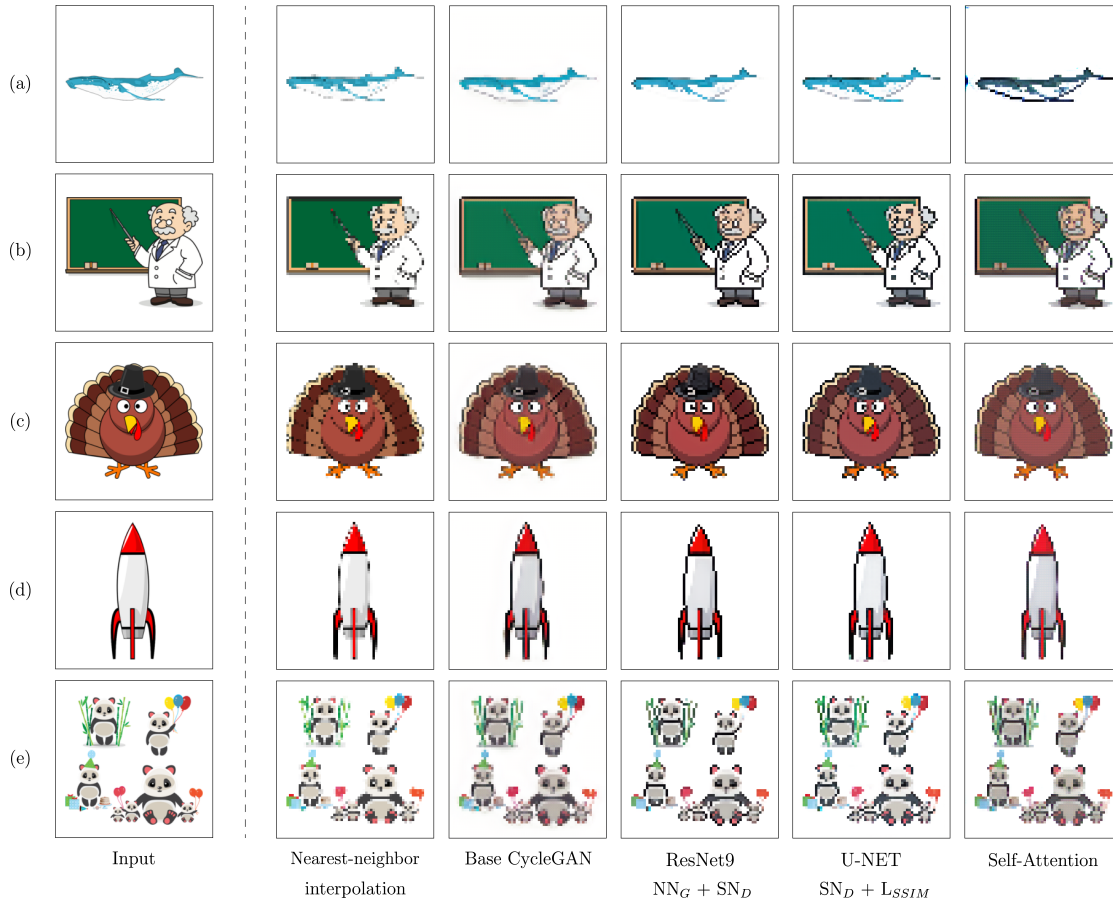 (a)
(b)
(c)
(d)
(e)
Input
Nearest-neighbor
interpolation
Base CycleGAN
ResNet9
NN_G + SN_D
U-NET
SN_D + L_SSIM
Self-Attention